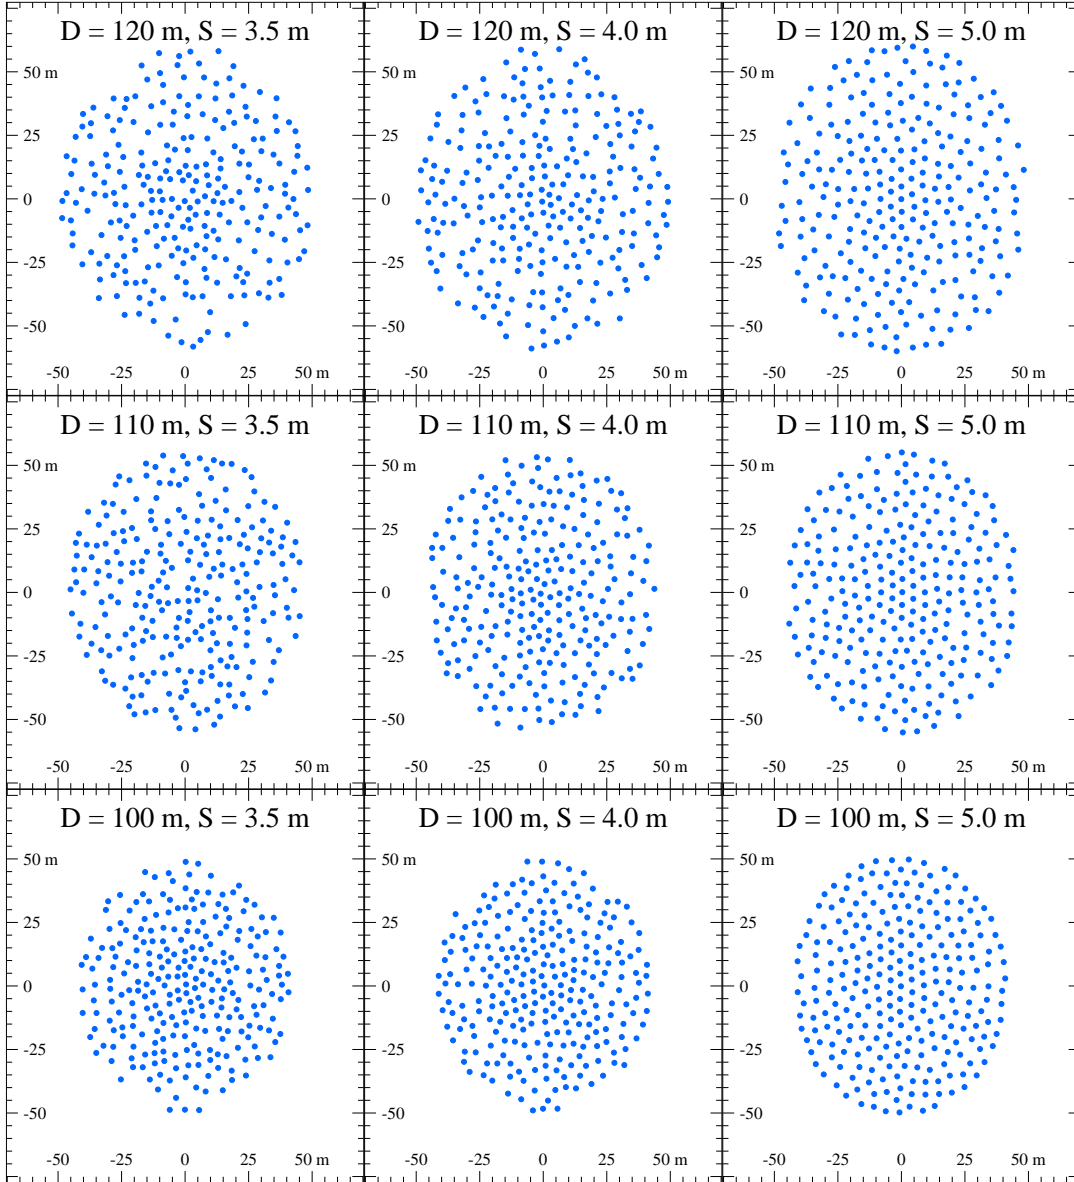 D = 120 m, S = 3.5 m
D = 120 m, S = 4.0 m
D = 120 m, S = 5.0 m
50 m
50 m
50 m
25
25
25
0
0
0
-25
-25
-25
-50
-50
-50
-50 -25 0 25 50 m
-50 -25 0 25 50 m
-50 -25 0 25 50 m
D = 110 m, S = 3.5 m
D = 110 m, S = 4.0 m
D = 110 m, S = 5.0 m
50 m
50 m
50 m
25
25
25
0
0
0
-25
-25
-25
-50
-50
-50
-50 -25 0 25 50 m
-50 -25 0 25 50 m
-50 -25 0 25 50 m
D = 100 m, S = 3.5 m
D = 100 m, S = 4.0 m
D = 100 m, S = 5.0 m
50 m
50 m
50 m
25
25
25
0
0
0
-25
-25
-25
-50
-50
-50
-50 -25 0 25 50 m
-50 -25 0 25 50 m
-50 -25 0 25 50 m